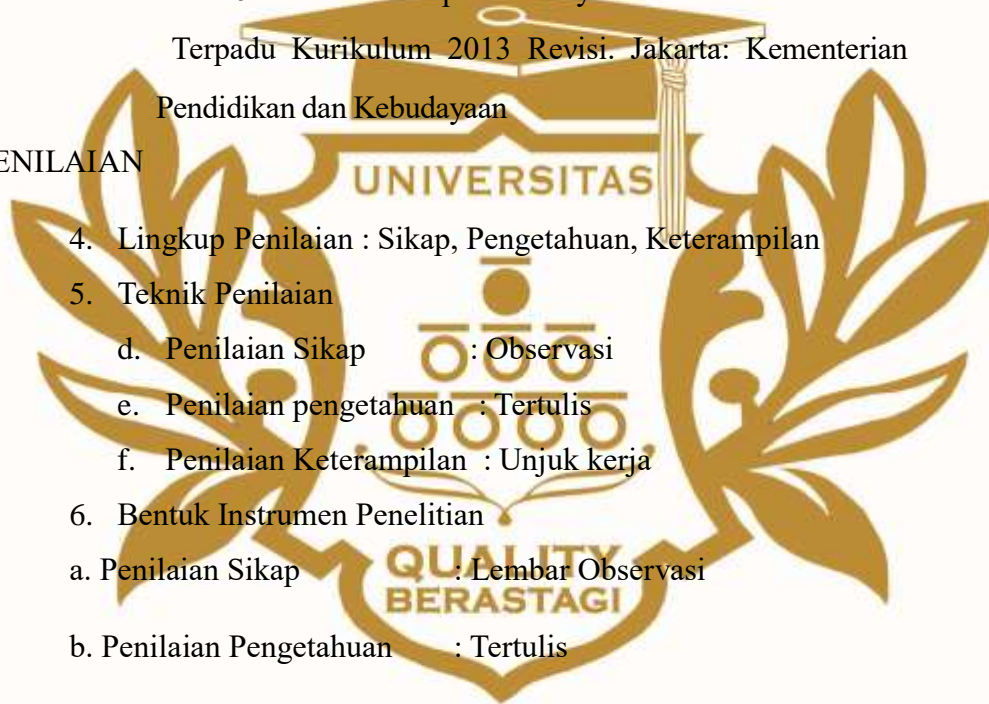 Terpadu Kurikulum 2013 Revisi. Jakarta: Kementerian
Pendidikan dan Kebudayaan
ENILAIAN
UNIVERSITAS
4. Lingkup Penilaian : Sikap, Pengetahuan, Keterampilan
5. Teknik Penilaian
d. Penilaian Sikap : Observasi
e. Penilaian pengetahuan : Tertulis
f. Penilaian Keterampilan : Unjuk kerja
6. Bentuk Instrumen Penelitian
a. Penilaian Sikap : Lembar Observasi
QUALITY
BERASTAGI
b. Penilaian Pengetahuan : Tertulis